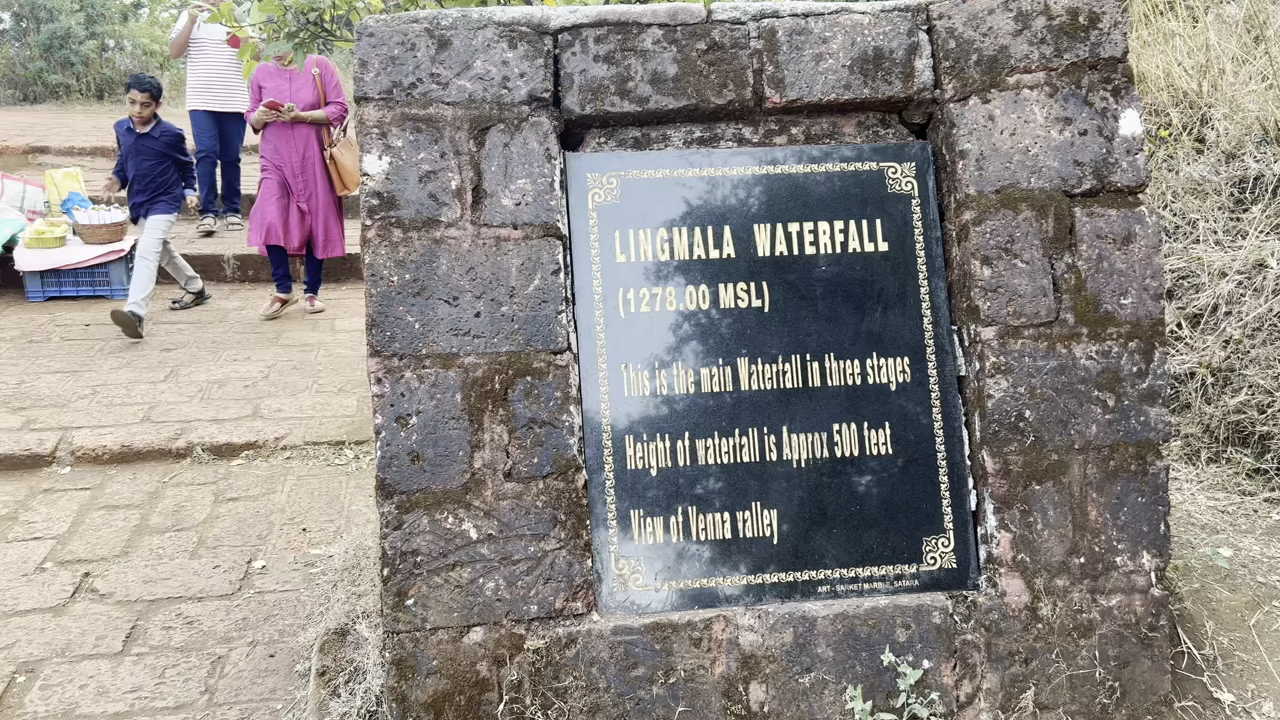 LINGMALA WATERFALL
(1278.00 MSL)
This is the main Waterfall in three stages
Height of waterfall is Approx 500 feet
View of Venna valley
ART - BARKET MARBLE, SATARA